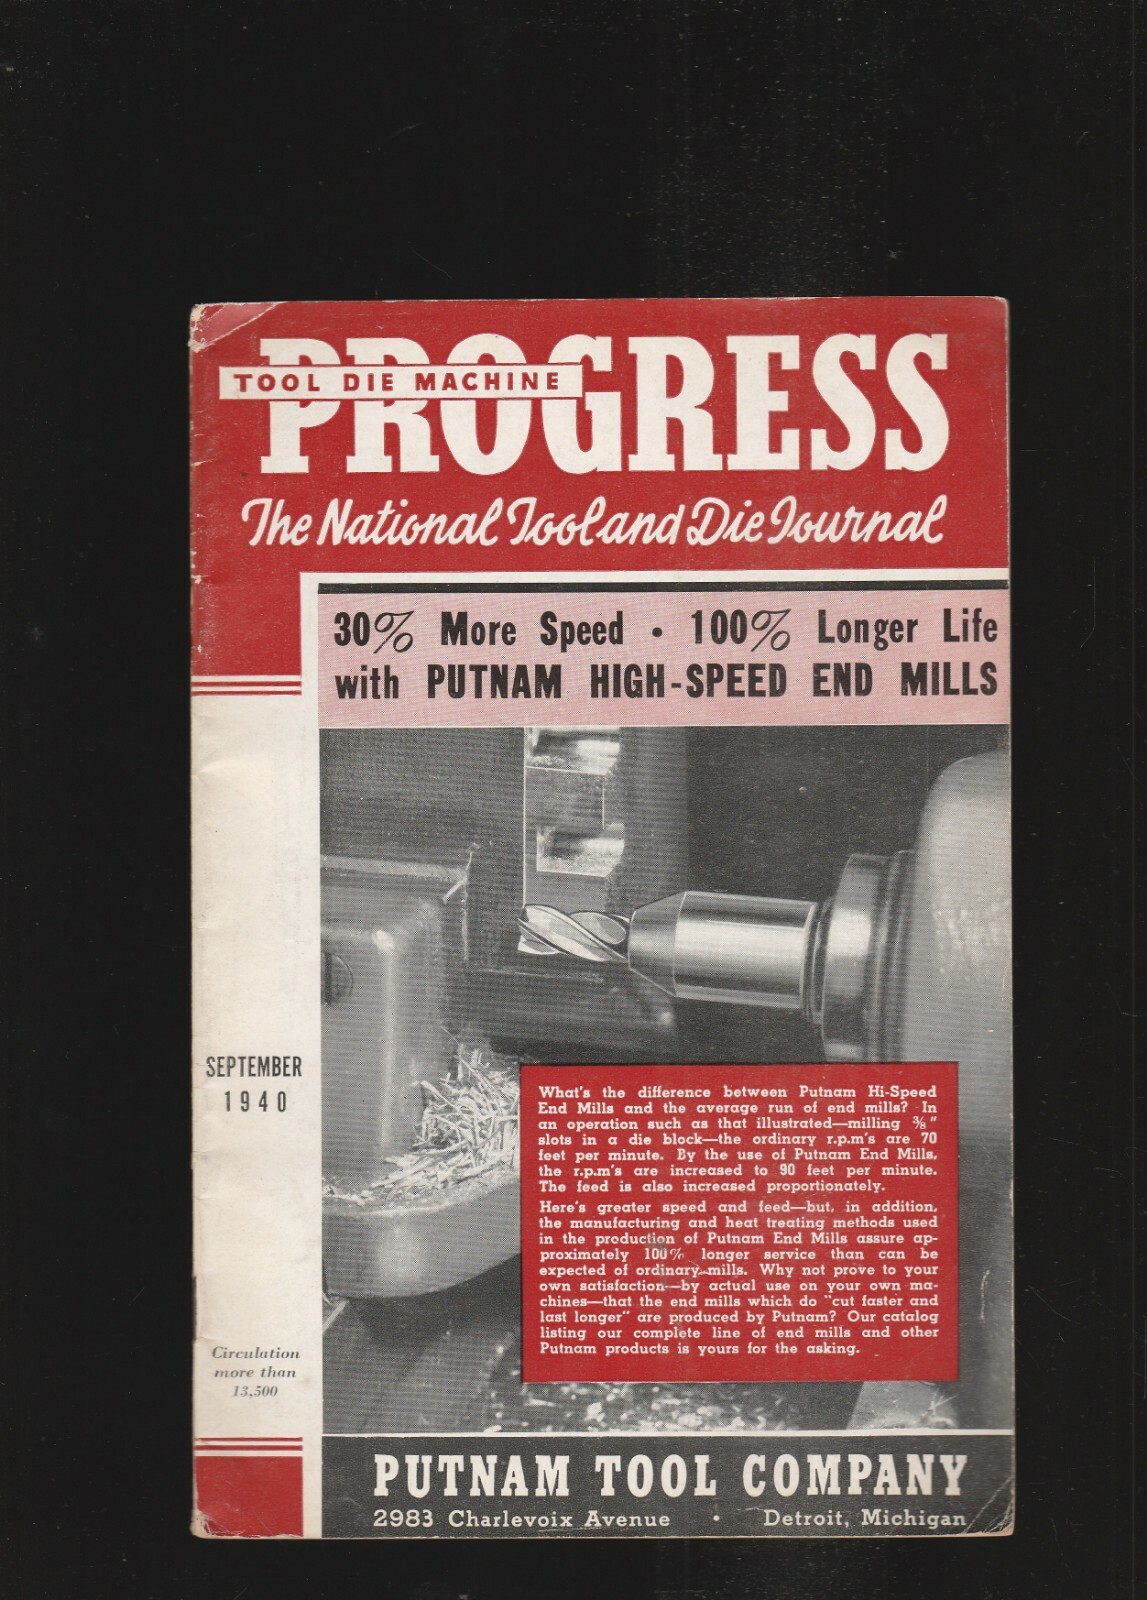 PROGRESS
TOOL DIE MACHINE
The National Tool and Die Journal
30% More Speed • 100% Longer Life
with PUTNAM HIGH-SPEED END MILLS
SEPTEMBER
1940
What's the difference between Putnam Hi-Speed
End Mills and the average run of end mills? In
an operation such as that illustrated—milling ⅜"
slots in a die block—the ordinary r.p.m's are 70
feet per minute. By the use of Putnam End Mills,
the r.p.m's are increased to 90 feet per minute.
The feed is also increased proportionately.
Here's greater speed and feed—but, in addition,
the manufacturing and heat treating methods used
in the production of Putnam End Mills assure ap-
proximately 100% longer service than can be
expected of ordinary mills. Why not prove to your
own satisfaction—by actual use on your own ma-
chines—that the end mills which do "cut faster and
last longer" are produced by Putnam? Our catalog
listing our complete line of end mills and other
Putnam products is yours for the asking.
Circulation
more than
13,500
PUTNAM TOOL COMPANY
2983 Charlevoix Avenue • Detroit, Michigan